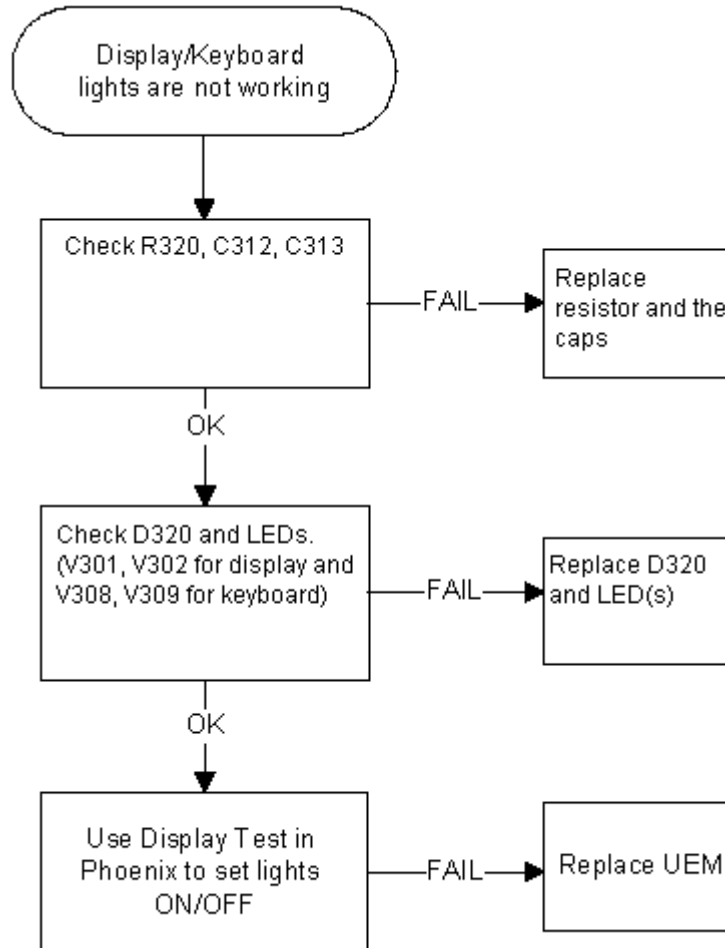 Display/Keyboard
lights are not working
Check R320, C312, C313
FAIL
Replace
resistor and the
caps
OK
Check D320 and LEDs.
(V301, V302 for display and
V308, V309 for keyboard)
FAIL
Replace D320
and LED(s)
OK
Use Display Test in
Phoenix to set lights
ON/OFF
FAIL
Replace UEM